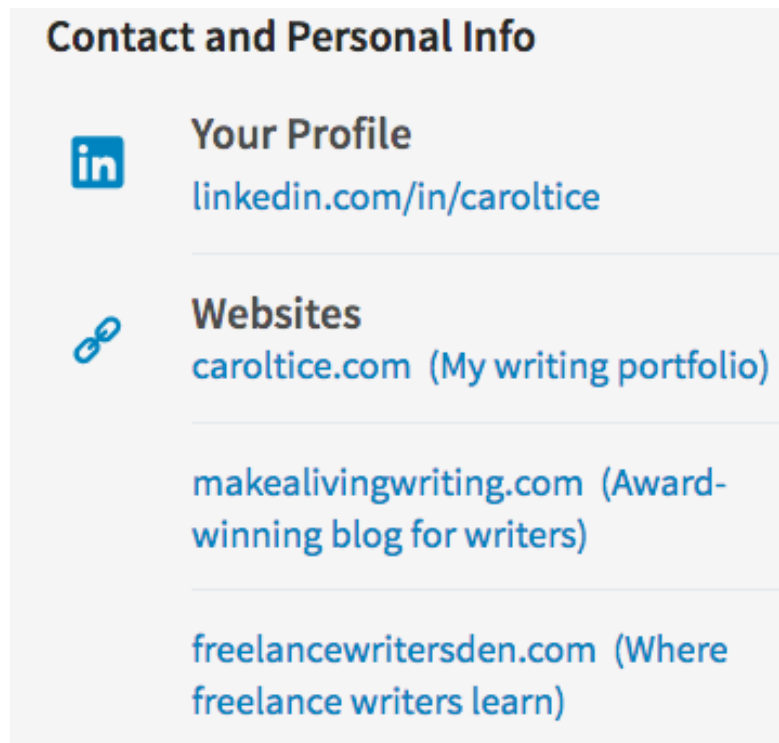 Contact and Personal Info
in
Your Profile
linkedin.com/in/caroltice
Websites
caroltice.com (My writing portfolio)
makealivingwriting.com (Award-
winning blog for writers)
freelancewritersden.com (Where
freelance writers learn)